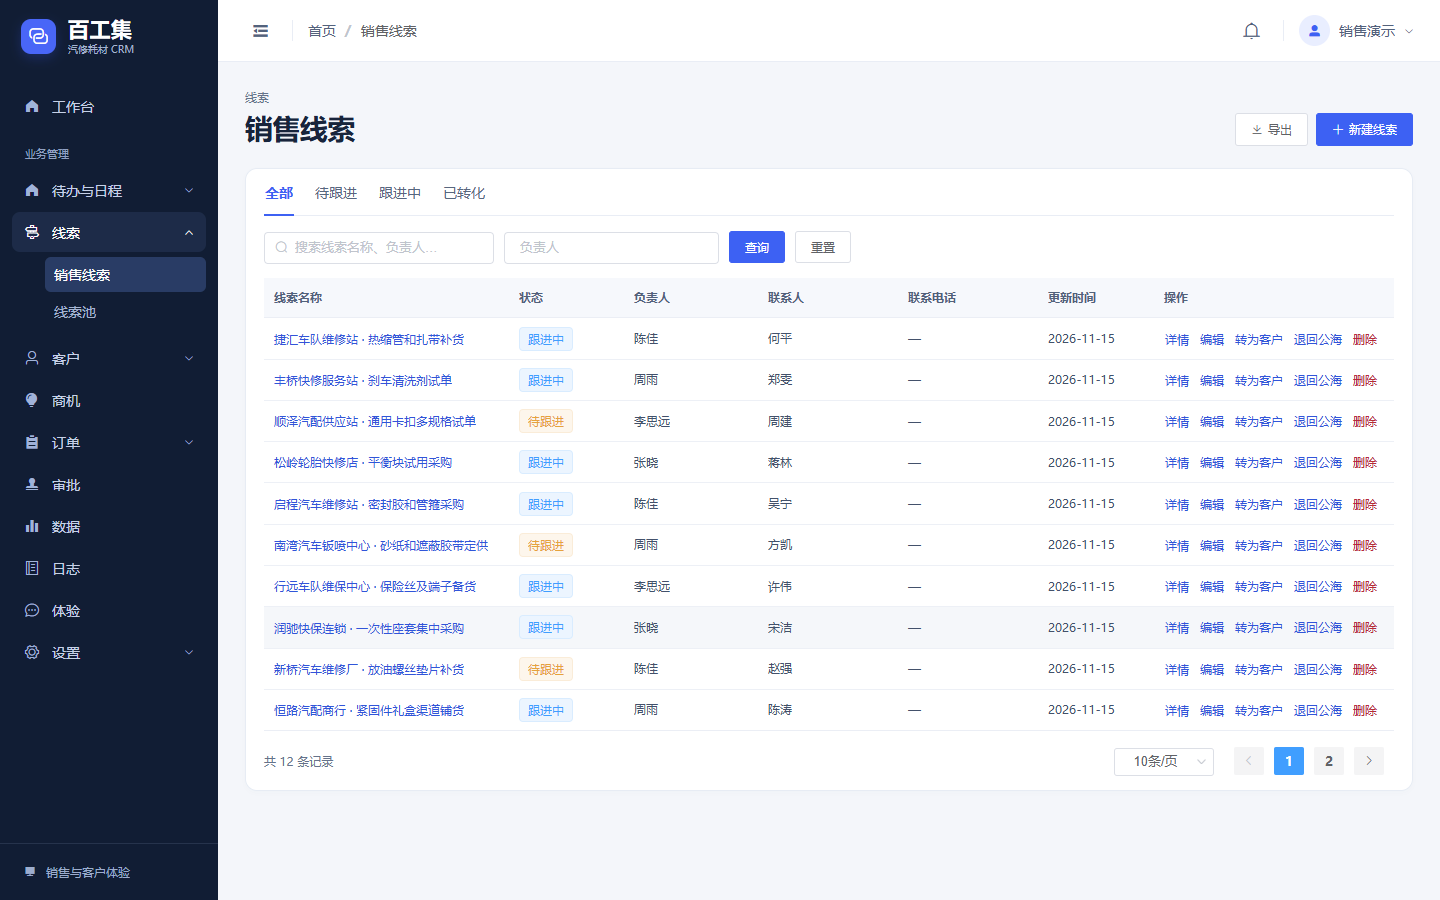 百工集
汽修耗材 CRM
工作台
业务管理
待办与日程
线索
销售线索
线索池
客户
商机
订单
审批
数据
日志
体验
设置
销售与客户体验
首页 / 销售线索
销售演示
线索
销售线索
导出
新建线索
全部 待跟进 跟进中 已转化
搜索线索名称、负责人... 负责人 查询 重置
线索名称 状态 负责人 联系人 联系电话 更新时间 操作
捷汇车队维修站 · 热缩管和扎带补货 跟进中 陈佳 何平 — 2026-11-15 详情 编辑 转为客户 退回公海 删除
丰桥快修服务站 · 刹车清洗剂试单 跟进中 周雨 郑雯 — 2026-11-15 详情 编辑 转为客户 退回公海 删除
顺泽汽配供应站 · 通用卡扣多规格试单 待跟进 李思远 周建 — 2026-11-15 详情 编辑 转为客户 退回公海 删除
松岭轮胎快修店 · 平衡块试用采购 跟进中 张晓 蒋林 — 2026-11-15 详情 编辑 转为客户 退回公海 删除
启程汽车维修站 · 密封胶和管箍采购 跟进中 陈佳 吴宁 — 2026-11-15 详情 编辑 转为客户 退回公海 删除
南湾汽车钣喷中心 · 砂纸和遮蔽胶带定供 待跟进 周雨 方凯 — 2026-11-15 详情 编辑 转为客户 退回公海 删除
行远车队维保中心 · 保险丝及端子备货 跟进中 李思远 许伟 — 2026-11-15 详情 编辑 转为客户 退回公海 删除
润驰快保连锁 · 一次性座套集中采购 跟进中 张晓 宋洁 — 2026-11-15 详情 编辑 转为客户 退回公海 删除
新桥汽车维修厂 · 放油螺丝垫片补货 待跟进 陈佳 赵强 — 2026-11-15 详情 编辑 转为客户 退回公海 删除
恒路汽配商行 · 紧固件礼盒渠道铺货 跟进中 周雨 陈涛 — 2026-11-15 详情 编辑 转为客户 退回公海 删除
共 12 条记录 10条/页 1 2